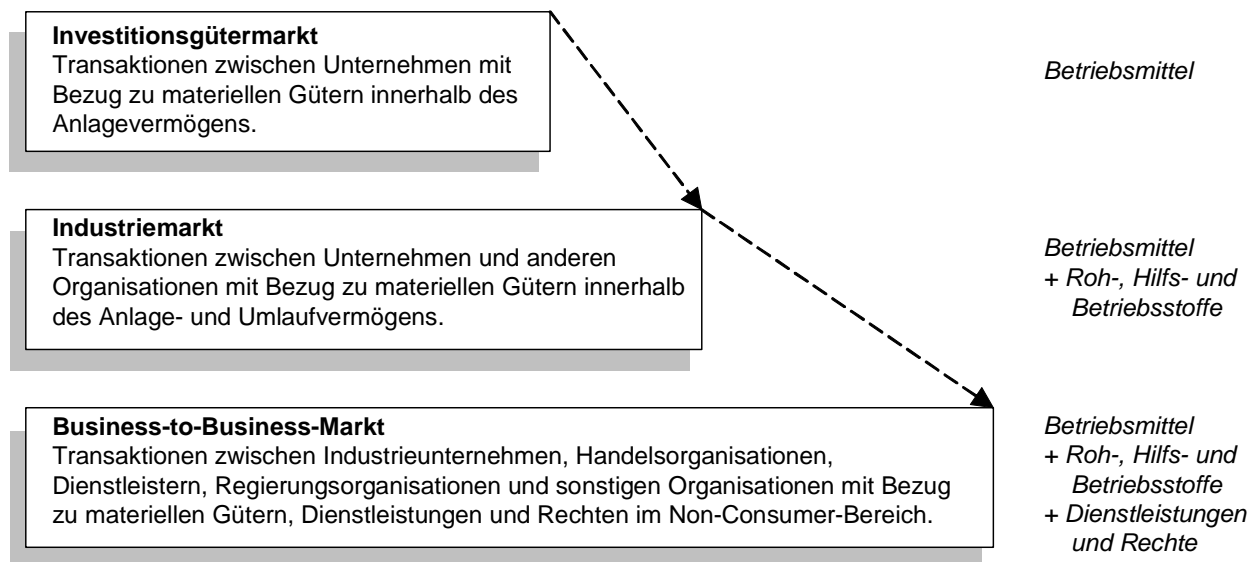 Investitionsgütermarkt
Transaktionen zwischen Unternehmen mit
Bezug zu materiellen Gütern innerhalb des
Anlagevermögens.
Betriebsmittel
Industriemarkt
Transaktionen zwischen Unternehmen und anderen
Organisationen mit Bezug zu materiellen Gütern innerhalb
des Anlage- und Umlaufvermögens.
Betriebsmittel
+ Roh-, Hilfs- und
Betriebsstoffe
Business-to-Business-Markt
Transaktionen zwischen Industrieunternehmen, Handelsorganisationen,
Dienstleistern, Regierungsorganisationen und sonstigen Organisationen mit Bezug
zu materiellen Gütern, Dienstleistungen und Rechten im Non-Consumer-Bereich.
Betriebsmittel
+ Roh-, Hilfs- und
Betriebsstoffe
+ Dienstleistungen
und Rechte